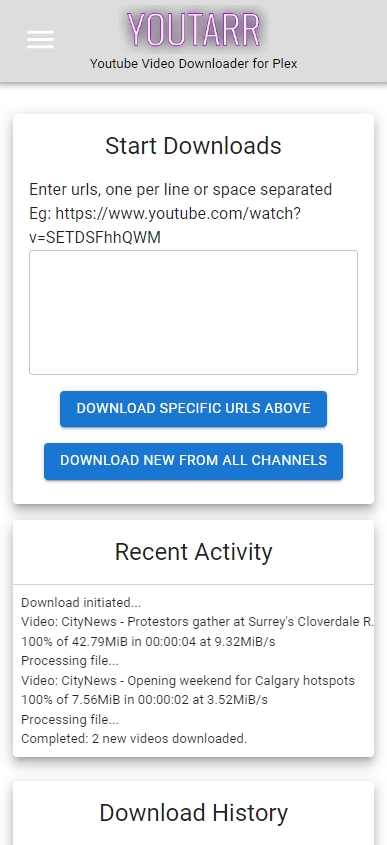 YOUTARR
Youtube Video Downloader for Plex
Start Downloads
Enter urls, one per line or space separated
Eg: https://www.youtube.com/watch?
v=SETDSFhhQWM
DOWNLOAD SPECIFIC URLS ABOVE
DOWNLOAD NEW FROM ALL CHANNELS
Recent Activity
Download initiated...
Video: CityNews - Protestors gather at Surrey's Cloverdale R.
100% of 42.79MiB in 00:00:04 at 9.32MiB/s
Processing file...
Video: CityNews - Opening weekend for Calgary hotspots
100% of 7.56MiB in 00:00:02 at 3.52MiB/s
Processing file...
Completed: 2 new videos downloaded.
Download History